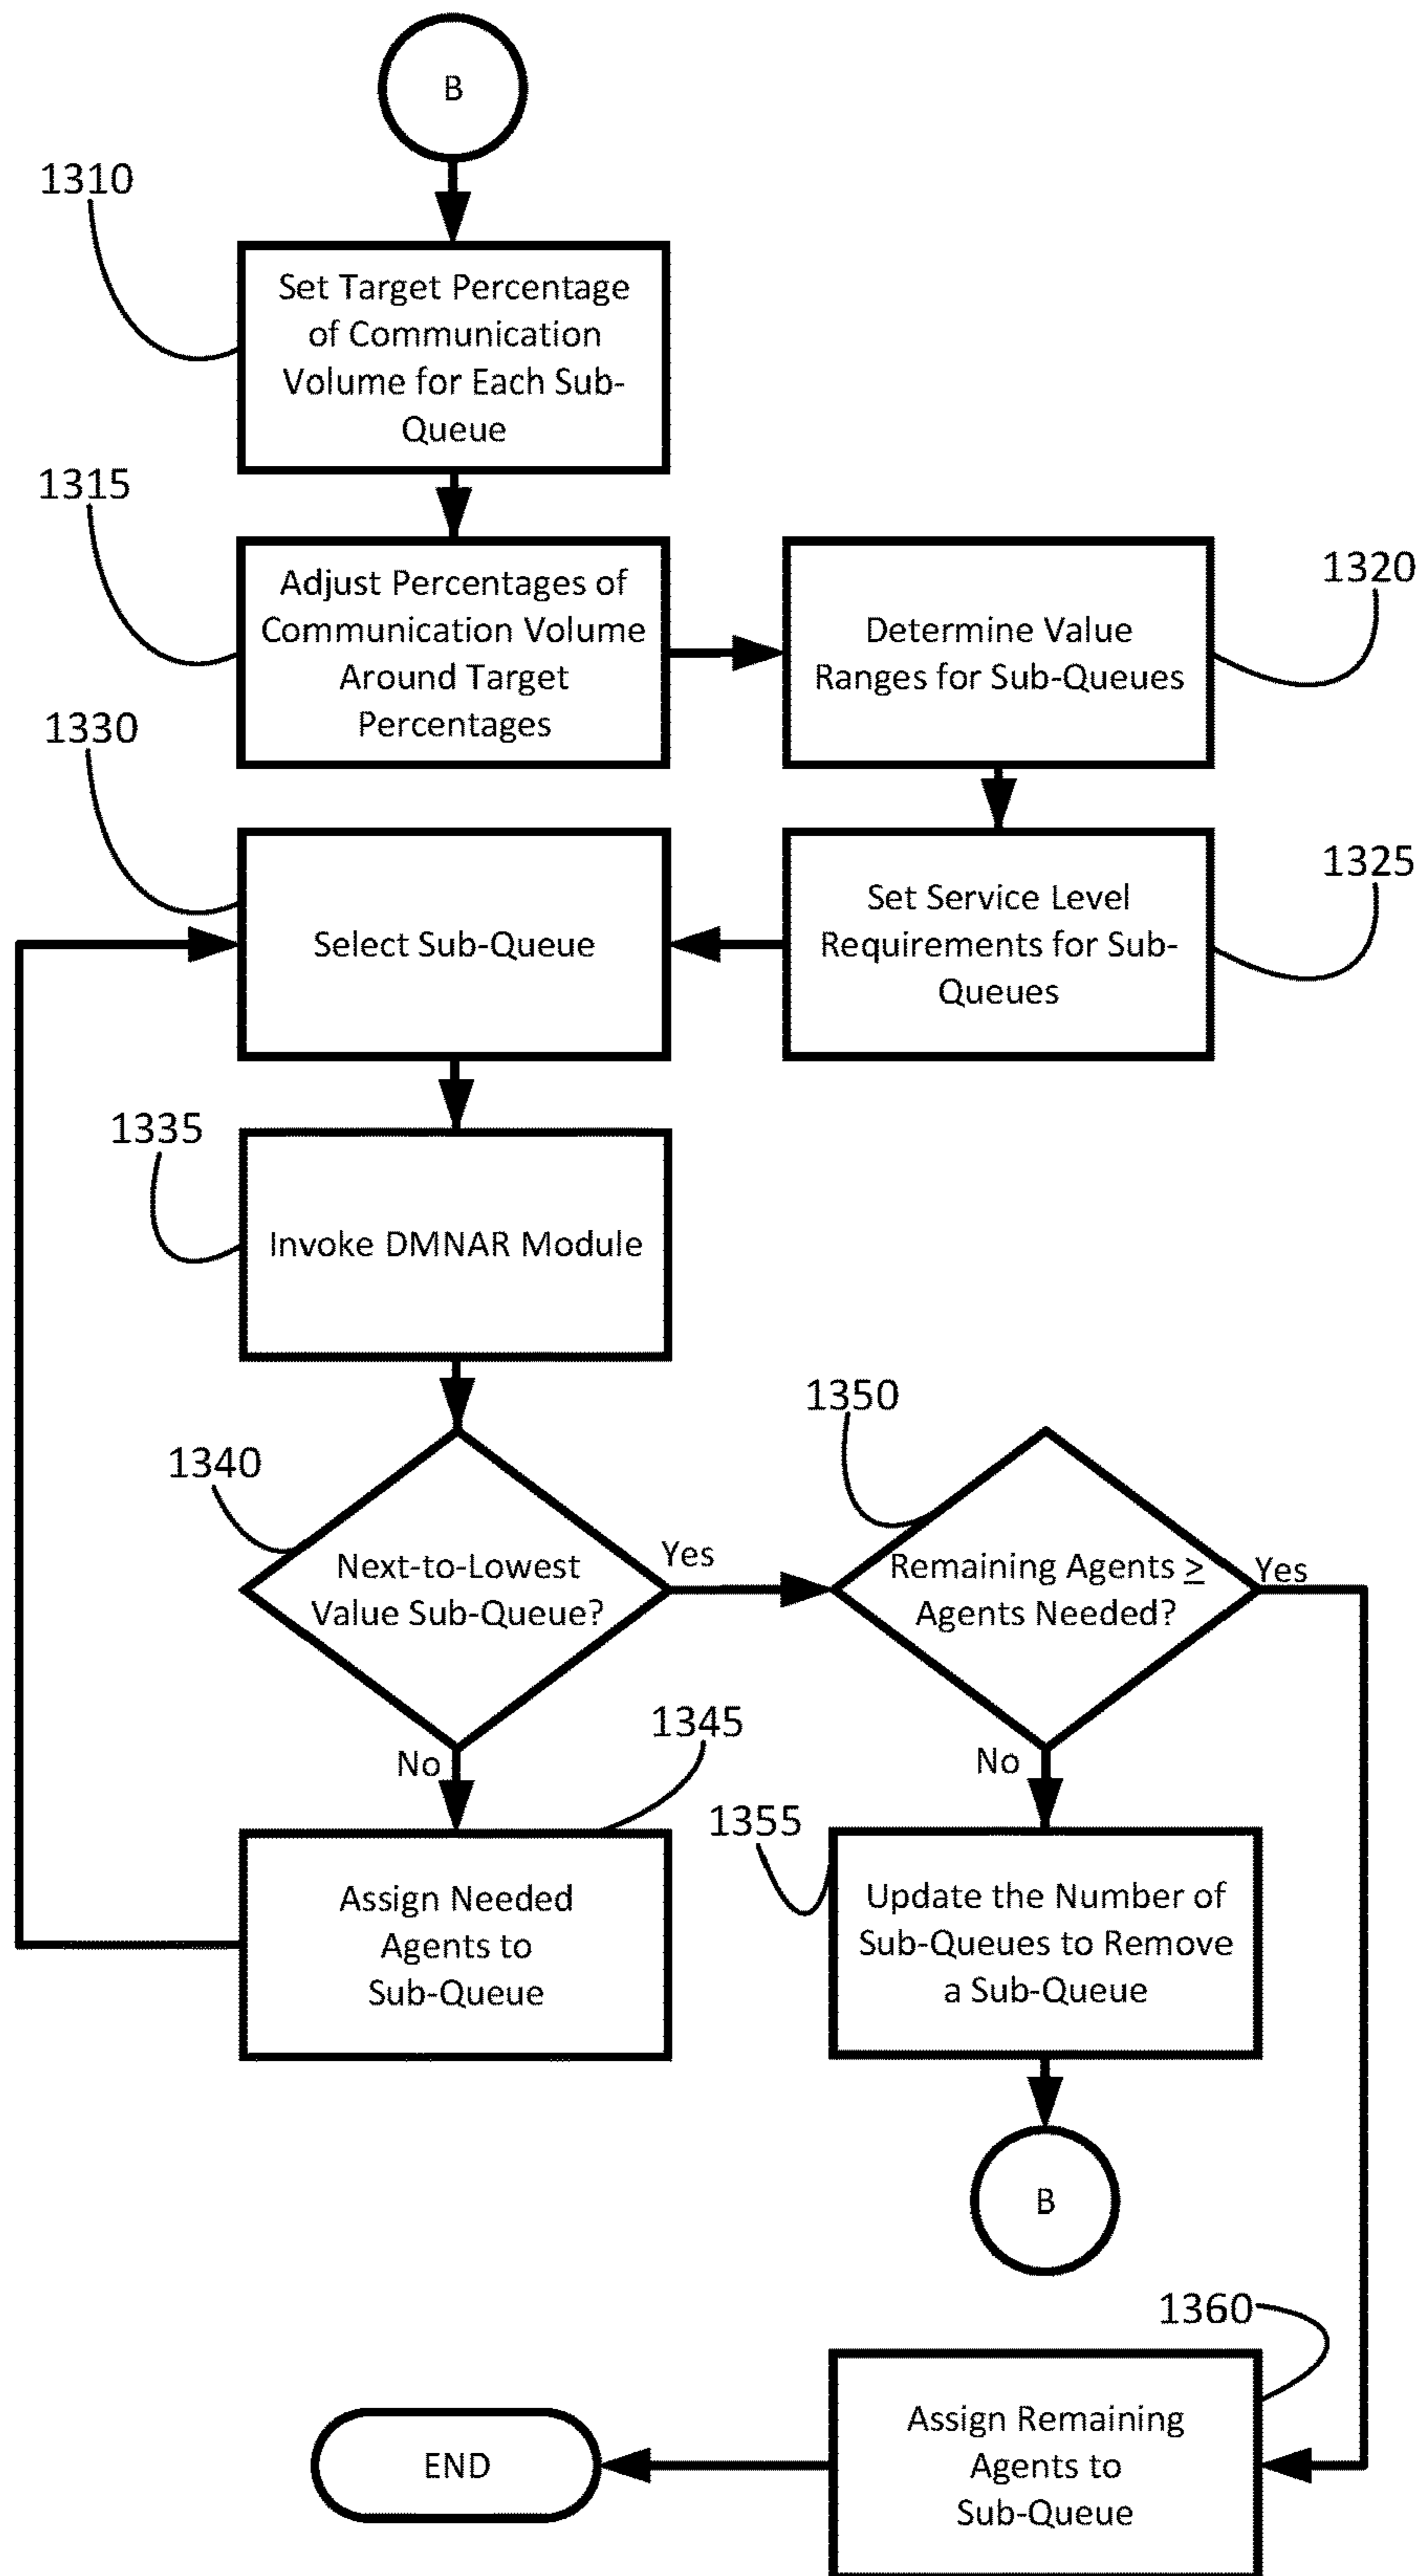 B
1310
Set Target Percentage
of Communication
Volume for Each Sub-
Queue
1315
Adjust Percentages of
Communication Volume
Around Target
Percentages
1320
Determine Value
Ranges for Sub-Queues
1325
Set Service Level
Requirements for Sub-
Queues
1330
Select Sub-Queue
1335
Invoke DMNAR Module
1340
Next-to-Lowest
Value Sub-Queue?
Yes
No
1345
Assign Needed
Agents to
Sub-Queue
1350
Remaining Agents ≥
Agents Needed?
Yes
No
1355
Update the Number of
Sub-Queues to Remove
a Sub-Queue
B
1360
Assign Remaining
Agents to
Sub-Queue
END